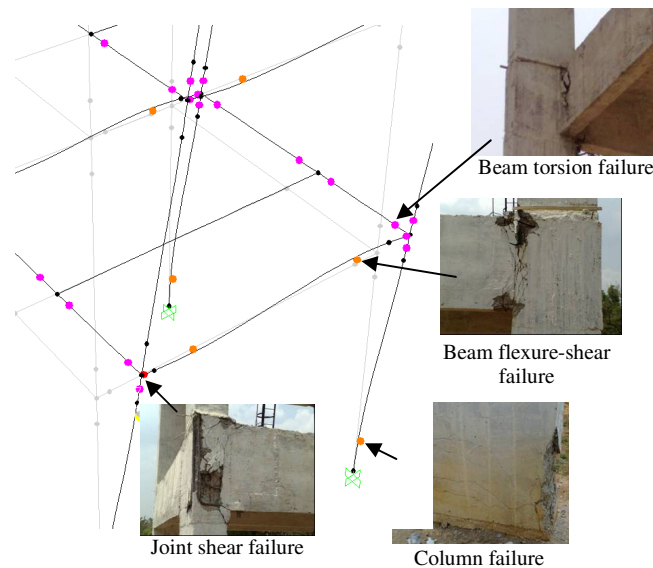 Beam torsion failure
Beam flexure-shear
failure
Joint shear failure
Column failure